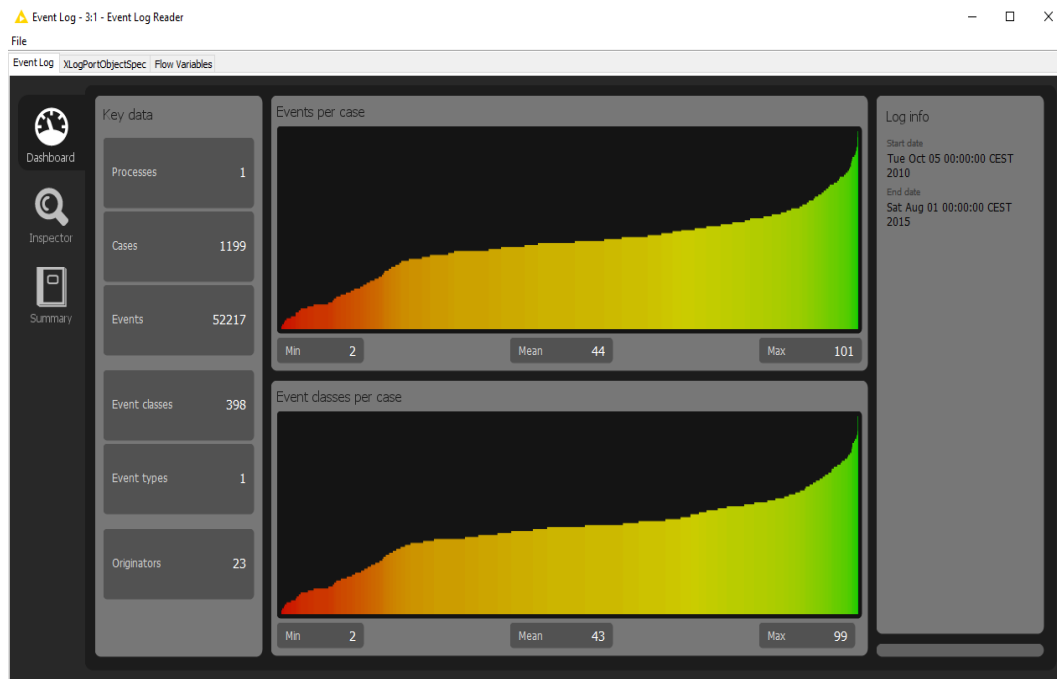 Event Log - 3:1 - Event Log Reader
File
Event Log XLogPortObjectSpec Flow Variables
Dashboard
Inspector
Summary
Key data
Processes 1
Cases 1199
Events 52217
Event classes 398
Event types 1
Originators 23
Events per case
Min 2 Mean 44 Max 101
Event classes per case
Min 2 Mean 43 Max 99
Log info
Start date
Tue Oct 05 00:00:00 CEST
2010
End date
Sat Aug 01 00:00:00 CEST
2015